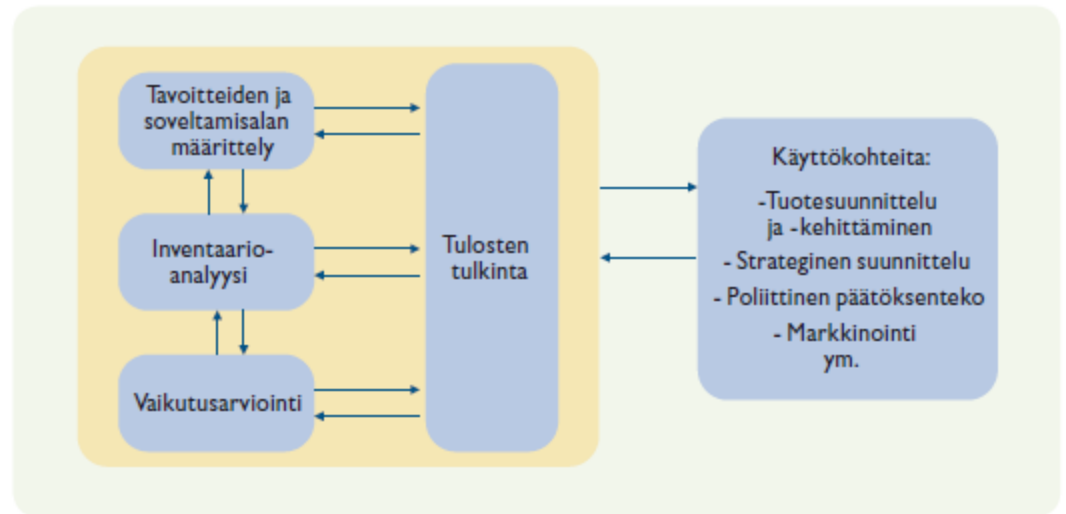 Tavoitteiden ja
soveltamisalan
määrittely
Inventaario-
analyysi
Vaikutusarviointi
Tulosten
tulkinta
Käyttökohteita:
-Tuotesuunnittelu
ja -kehittäminen
- Strateginen suunnittelu
- Poliittinen päätöksenteko
- Markkinointi
ym.